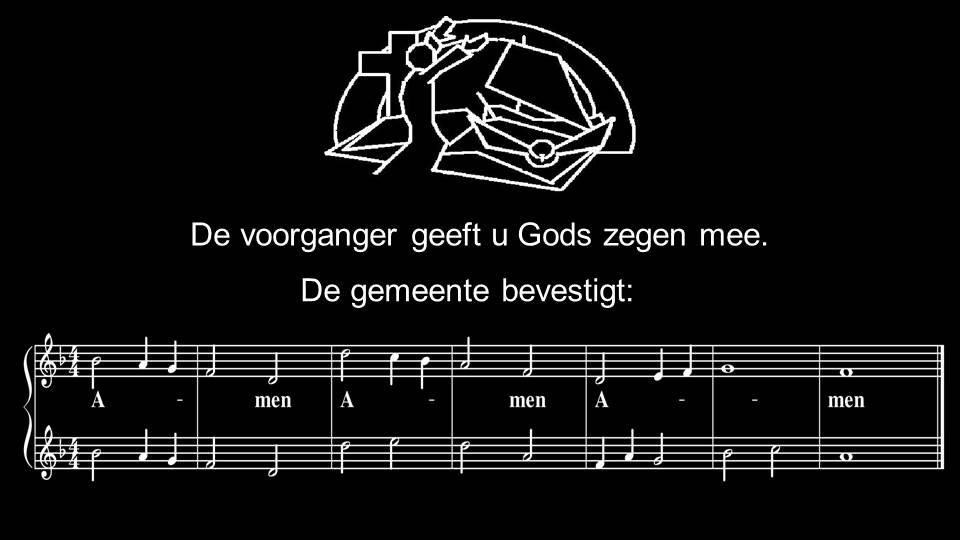 De voorganger geeft u Gods zegen mee.
De gemeente bevestigt:
A - men A - men A - - men